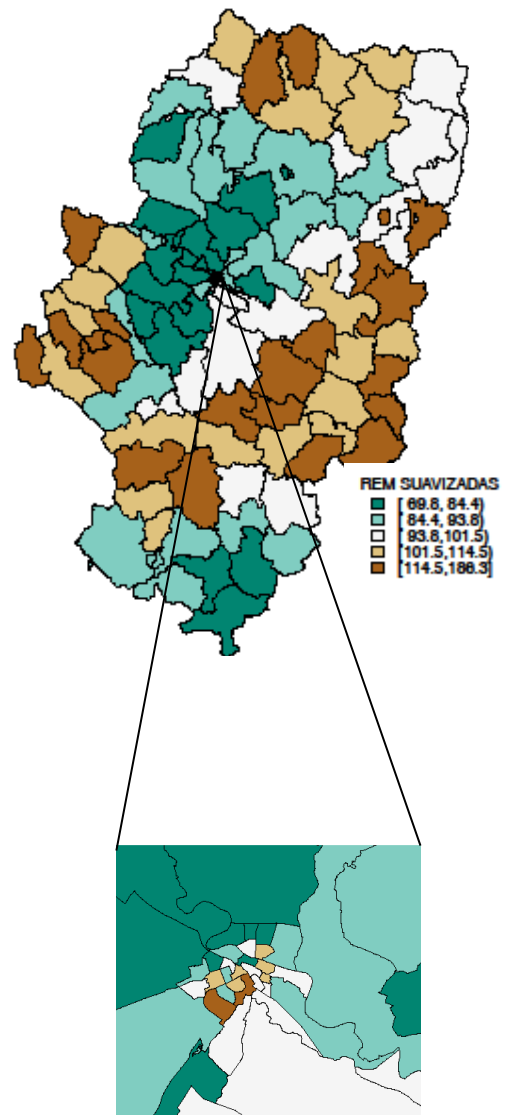 REM SUAVIZADAS
[ 69.8, 84.4)
[ 84.4, 93.8)
[ 93.8,101.5)
[101.5,114.5)
[114.5,186.3]